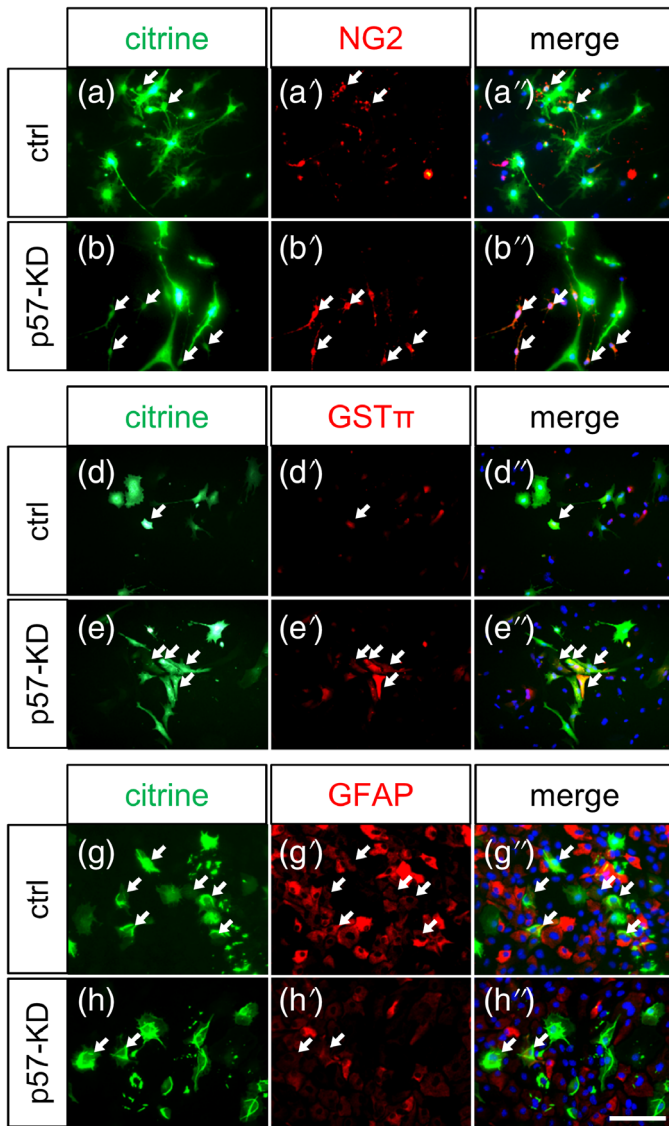 citrine NG2 merge
ctrl (a) (a′) (a″)
p57-KD (b) (b′) (b″)
citrine GSTπ merge
ctrl (d) (d′) (d″)
p57-KD (e) (e′) (e″)
citrine GFAP merge
ctrl (g) (g′) (g″)
p57-KD (h) (h′) (h″)